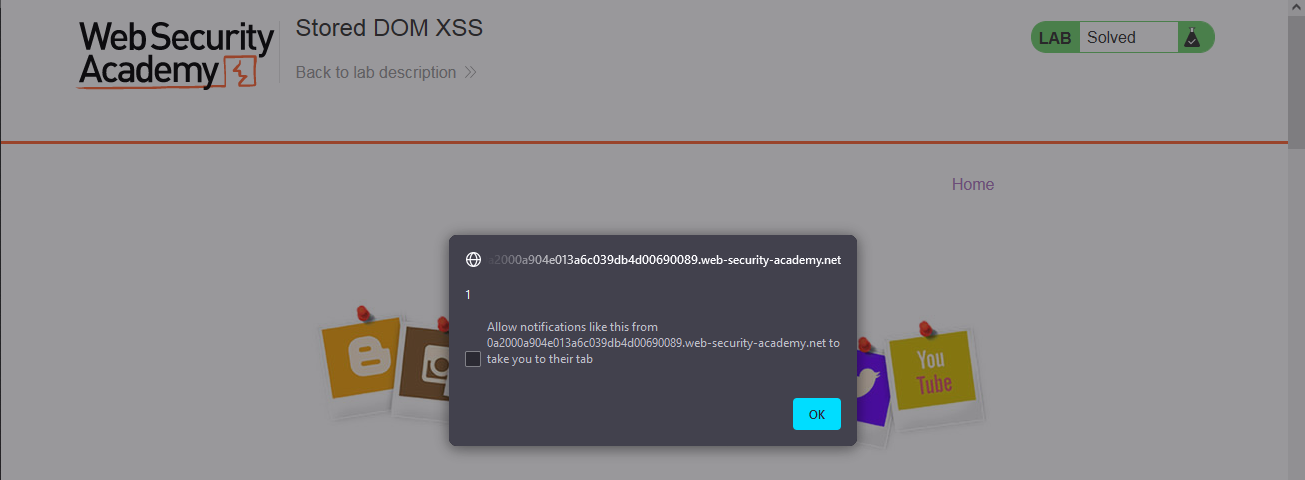 Web Security
Academy
Stored DOM XSS
Back to lab description
LAB
Solved
Home
a2000a904e013a6c039db4d00690089.web-security-academy.net
1
Allow notifications like this from
0a2000a904e013a6c039db4d00690089.web-security-academy.net to
take you to their tab
OK
You
Tube